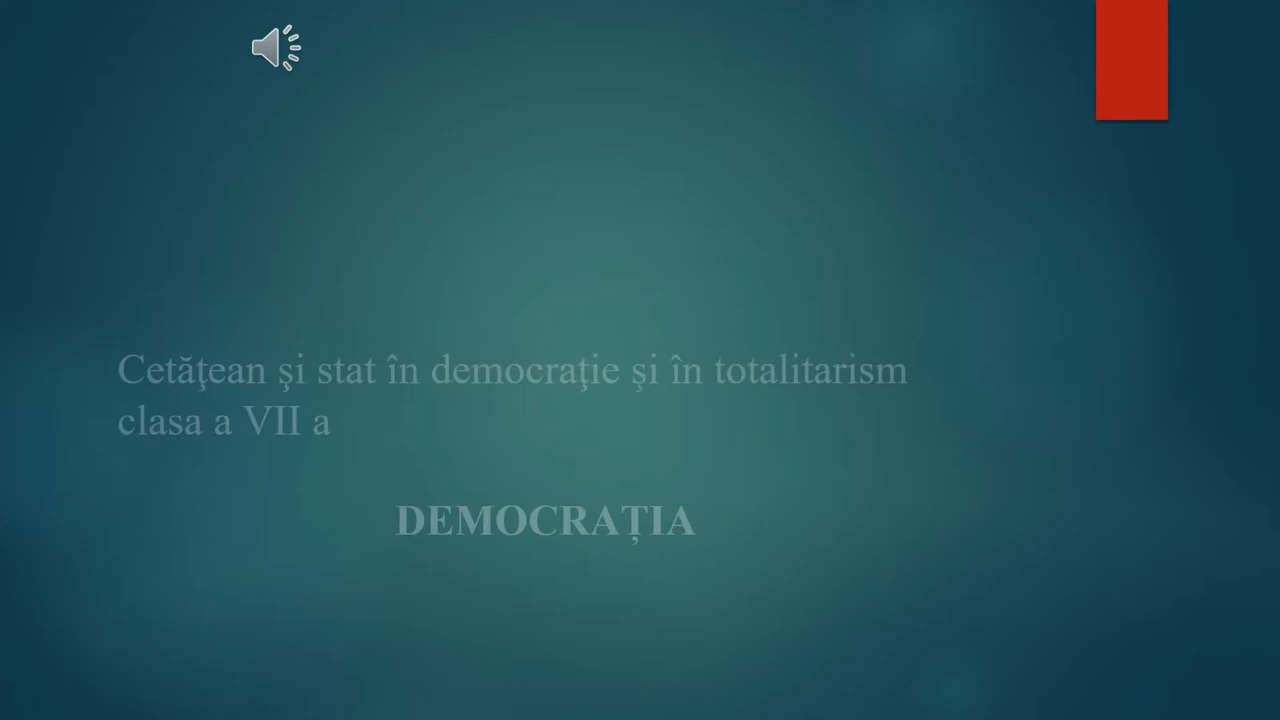 Cetăţean şi stat în democraţie şi în totalitarism
clasa a VII a
DEMOCRAȚIA